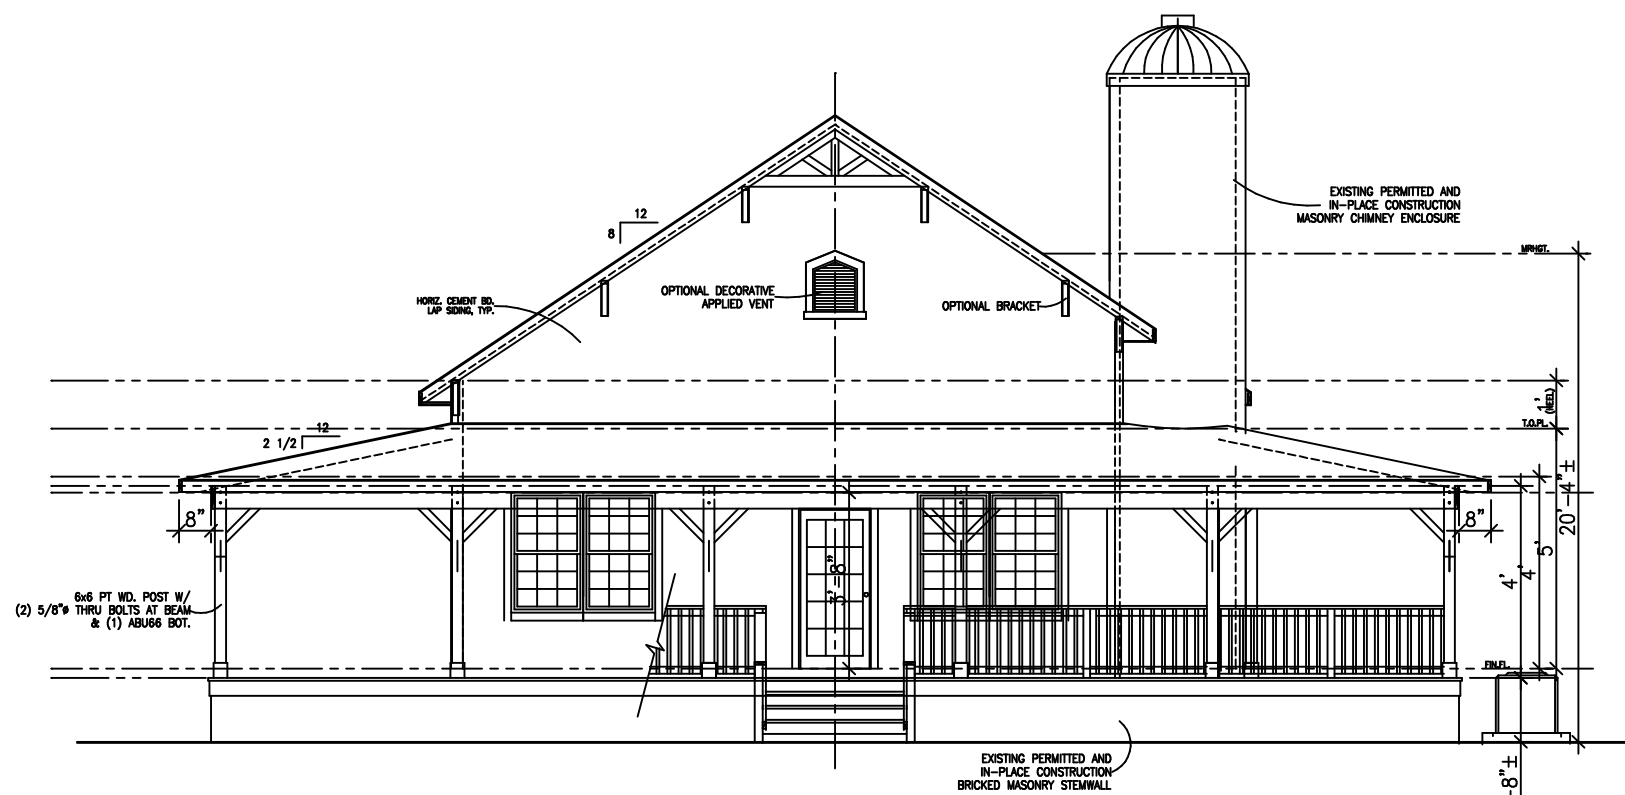 EXISTING PERMITTED AND
IN-PLACE CONSTRUCTION
MASONRY CHIMNEY ENCLOSURE
12
8
MRHGT.
OPTIONAL DECORATIVE
APPLIED VENT
HORIZ. CEMENT BD.
LAP SIDING, TYP.
OPTIONAL BRACKET
1'
(HEEL)
T.O.PL.
12
2 1/2
20'-4"±
8"
8"
4'
4'
5'
6x6 PT WD. POST W/
(2) 5/8"ø THRU BOLTS AT BEAM
& (1) ABU66 BOT.
FIN.FL.
EXISTING PERMITTED AND
IN-PLACE CONSTRUCTION
BRICKED MASONRY STEMWALL
-8"±